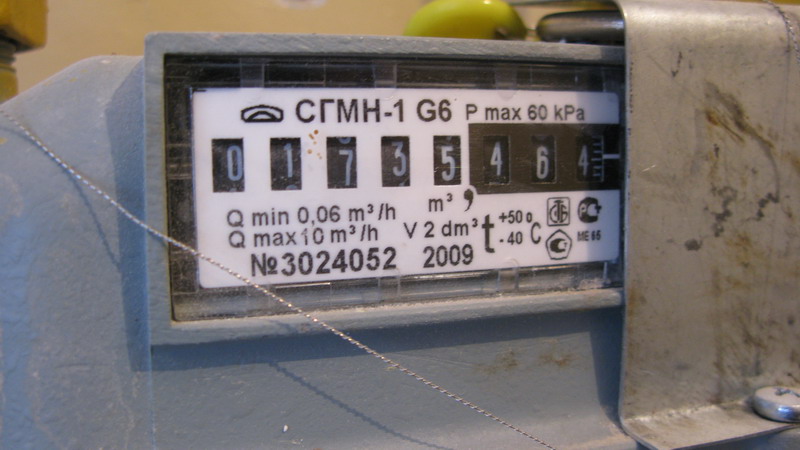 СГМН-1 G6 P max 60 kPa
0 1 7 3 5 4 6 4
m³ ,
Q min 0,06 m³/h
Q max 10 m³/h V 2 dm³ t +50° -40 C
№3024052 2009 ME 65